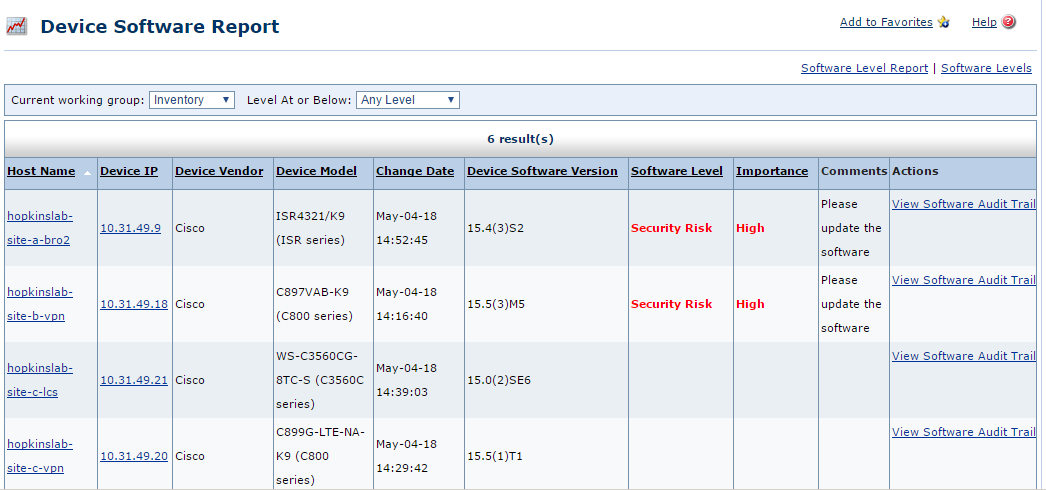 Device Software Report
Add to Favorites Help
Software Level Report | Software Levels
Current working group: Inventory Level At or Below: Any Level
6 result(s)
Host Name Device IP Device Vendor Device Model Change Date Device Software Version Software Level Importance Comments Actions
hopkinslab-site-a-bro2 10.31.49.9 Cisco ISR4321/K9 (ISR series) May-04-18 14:52:45 15.4(3)S2 Security Risk High Please update the software View Software Audit Trail
hopkinslab-site-b-vpn 10.31.49.18 Cisco C897VAB-K9 (C800 series) May-04-18 14:16:40 15.5(3)M5 Security Risk High Please update the software View Software Audit Trail
hopkinslab-site-c-lcs 10.31.49.21 Cisco WS-C3560CG-8TC-S (C3560C series) May-04-18 14:39:03 15.0(2)SE6 View Software Audit Trail
hopkinslab-site-c-vpn 10.31.49.20 Cisco C899G-LTE-NA-K9 (C800 series) May-04-18 14:29:42 15.5(1)T1 View Software Audit Trail